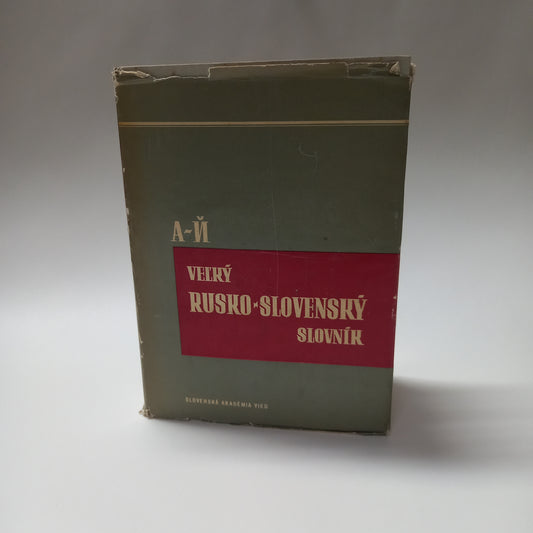 А-Й
VEĽKÝ
RUSKO-SLOVENSKÝ
SLOVNÍK
SLOVENSKÁ AKADÉMIA VIED